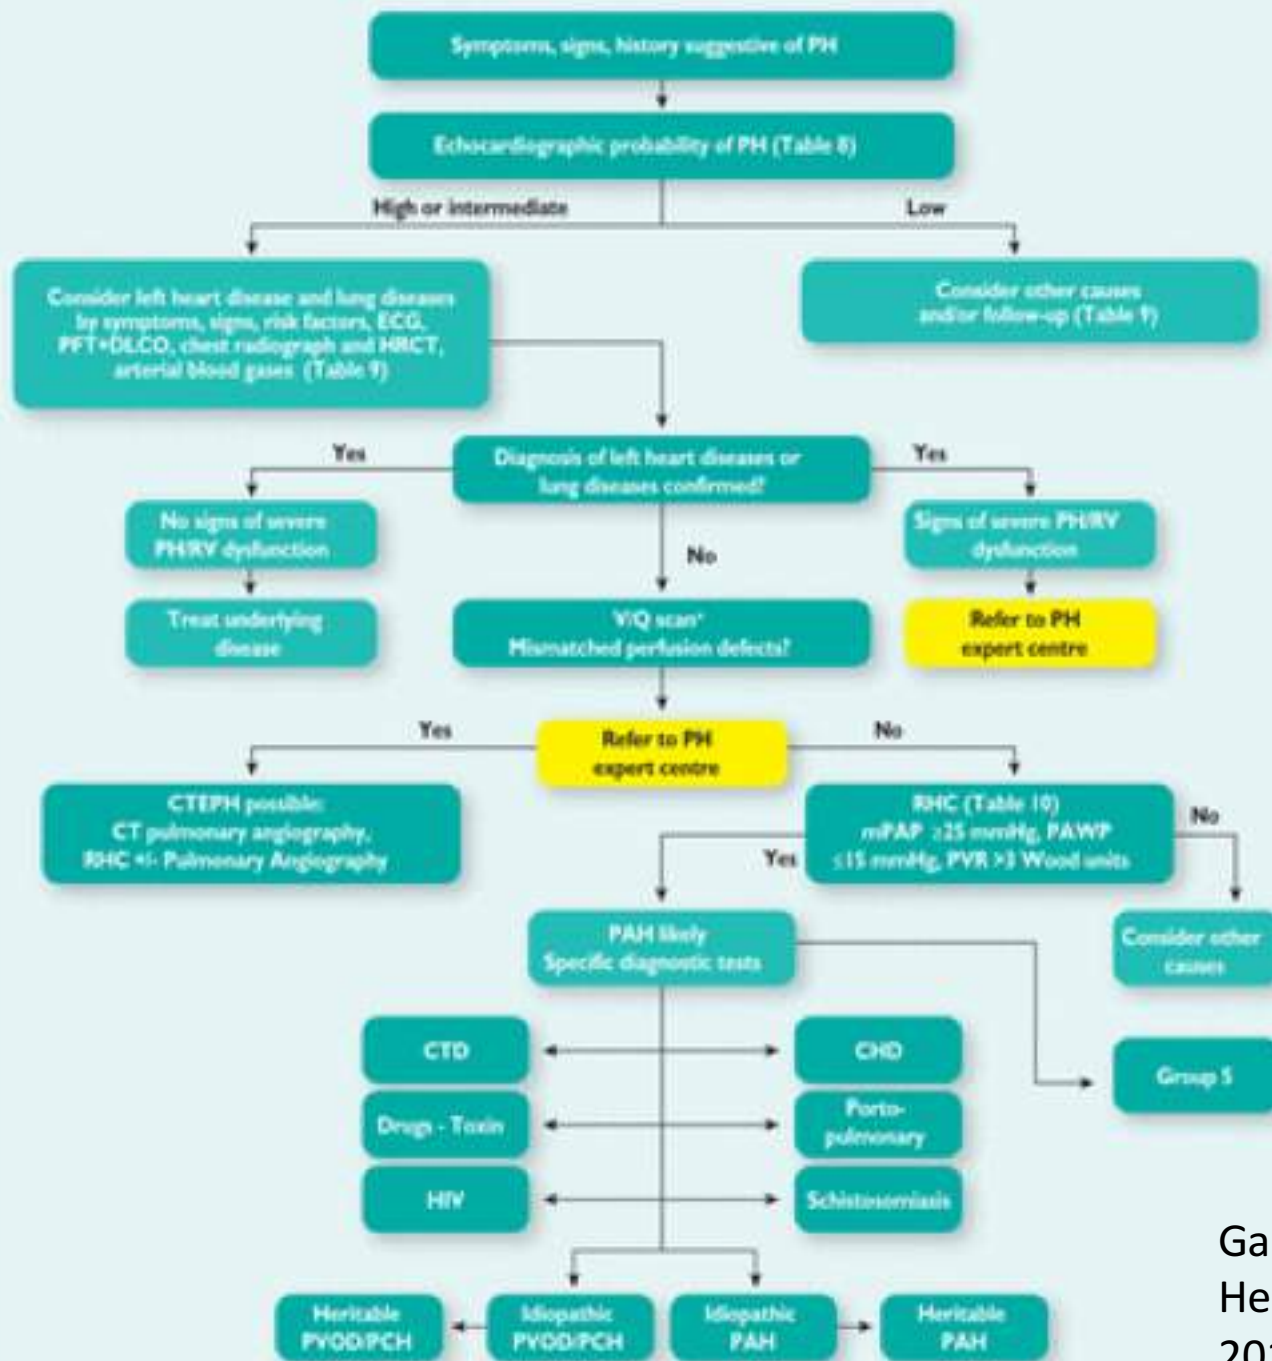 Symptoms, signs, history suggestive of PH
Echocardiographic probability of PH (Table 8)
High or intermediate
Low
Consider left heart disease and lung diseases
by symptoms, signs, risk factors, ECG,
PFT+DLCO, chest radiograph and HRCT,
arterial blood gases (Table 9)
Consider other causes
and/or follow-up (Table 9)
Yes
Diagnosis of left heart diseases or
lung diseases confirmed?
Yes
No signs of severe
PH/RV dysfunction
Signs of severe PH/RV
dysfunction
No
Treat underlying
disease
V/Q scan*
Mismatched perfusion defects?
Refer to PH
expert centre
Yes
Refer to PH
expert centre
No
CTEPH possible:
CT pulmonary angiography,
RHC +/- Pulmonary Angiography
RHC (Table 10)
mPAP ≥25 mmHg, PAWP
≤15 mmHg, PVR >3 Wood units
No
Yes
PAH likely
Specific diagnostic tests
Consider other
causes
CTD
CHD
Group 5
Drugs - Toxin
Porto-
pulmonary
HIV
Schistosomiasis
Heritable
PVOD/PCH
Idiopathic
PVOD/PCH
Idiopathic
PAH
Heritable
PAH
Ga
He